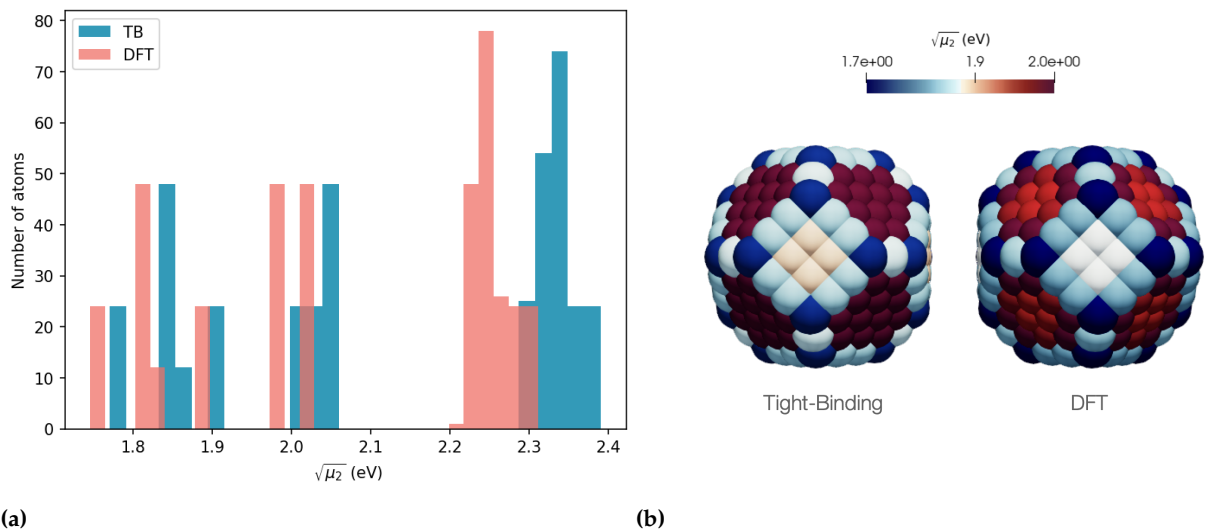 80
70
60
50
40
30
20
10
0
Number of atoms
TB
DFT
1.8 1.9 2.0 2.1 2.2 2.3 2.4
√μ₂ (eV)
(a)
√μ₂ (eV)
1.7e+00 1.9 2.0e+00
Tight-Binding DFT
(b)